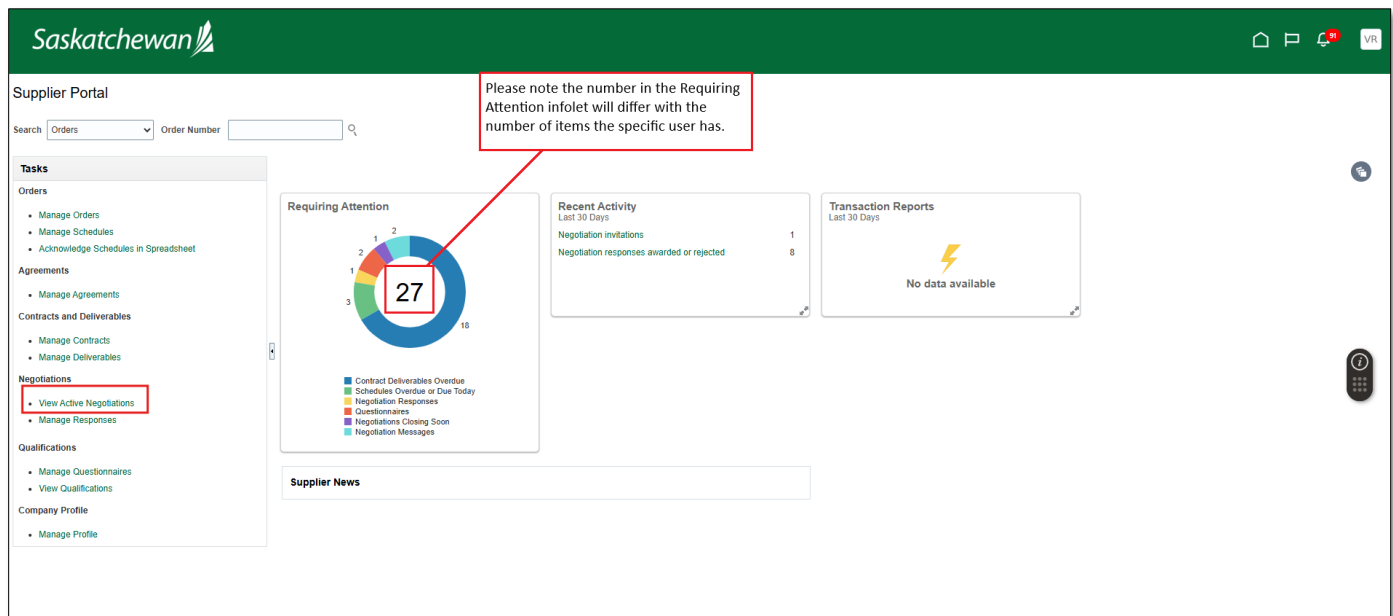 Saskatchewan
91
VR
Supplier Portal
Please note the number in the Requiring
Attention infolet will differ with the
number of items the specific user has.
Search Orders Order Number
Tasks
Orders
Manage Orders
Manage Schedules
Acknowledge Schedules in Spreadsheet
Agreements
Manage Agreements
Contracts and Deliverables
Manage Contracts
Manage Deliverables
Negotiations
View Active Negotiations
Manage Responses
Qualifications
Manage Questionnaires
View Qualifications
Company Profile
Manage Profile
Requiring Attention
2
1
2
1
3
18
27
Contract Deliverables Overdue
Schedules Overdue or Due Today
Negotiation Responses
Questionnaires
Negotiations Closing Soon
Negotiation Messages
Recent Activity
Last 30 Days
Negotiation invitations 1
Negotiation responses awarded or rejected 8
Transaction Reports
Last 30 Days
No data available
i
Supplier News